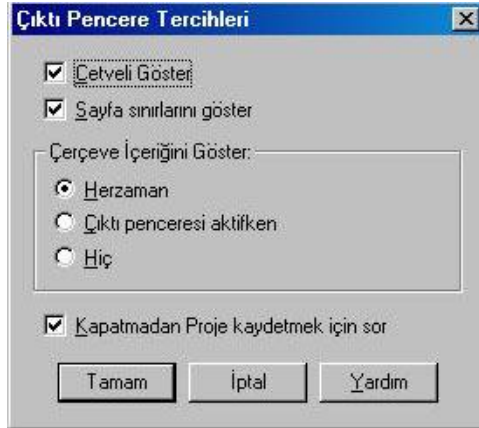 Çıktı Pencere Tercihleri
Cetveli Göster
Sayfa sınırlarını göster
Çerçeve İçeriğini Göster:
Herzaman
Çıktı penceresi aktifken
Hiç
Kapatmadan Proje kaydetmek için sor
Tamam İptal Yardım